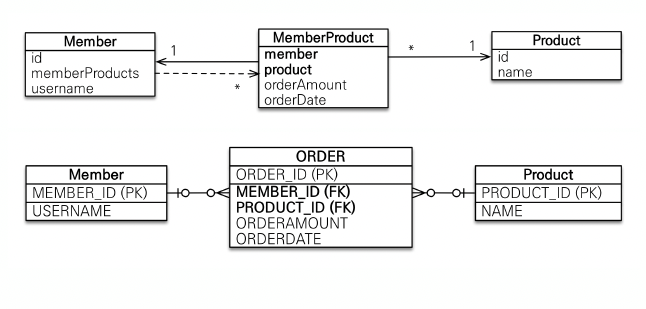 Member
id
memberProducts
username
1
*
MemberProduct
member
product
orderAmount
orderDate
*
1
Product
id
name
Member
MEMBER_ID (PK)
USERNAME
ORDER
ORDER_ID (PK)
MEMBER_ID (FK)
PRODUCT_ID (FK)
ORDERAMOUNT
ORDERDATE
Product
PRODUCT_ID (PK)
NAME